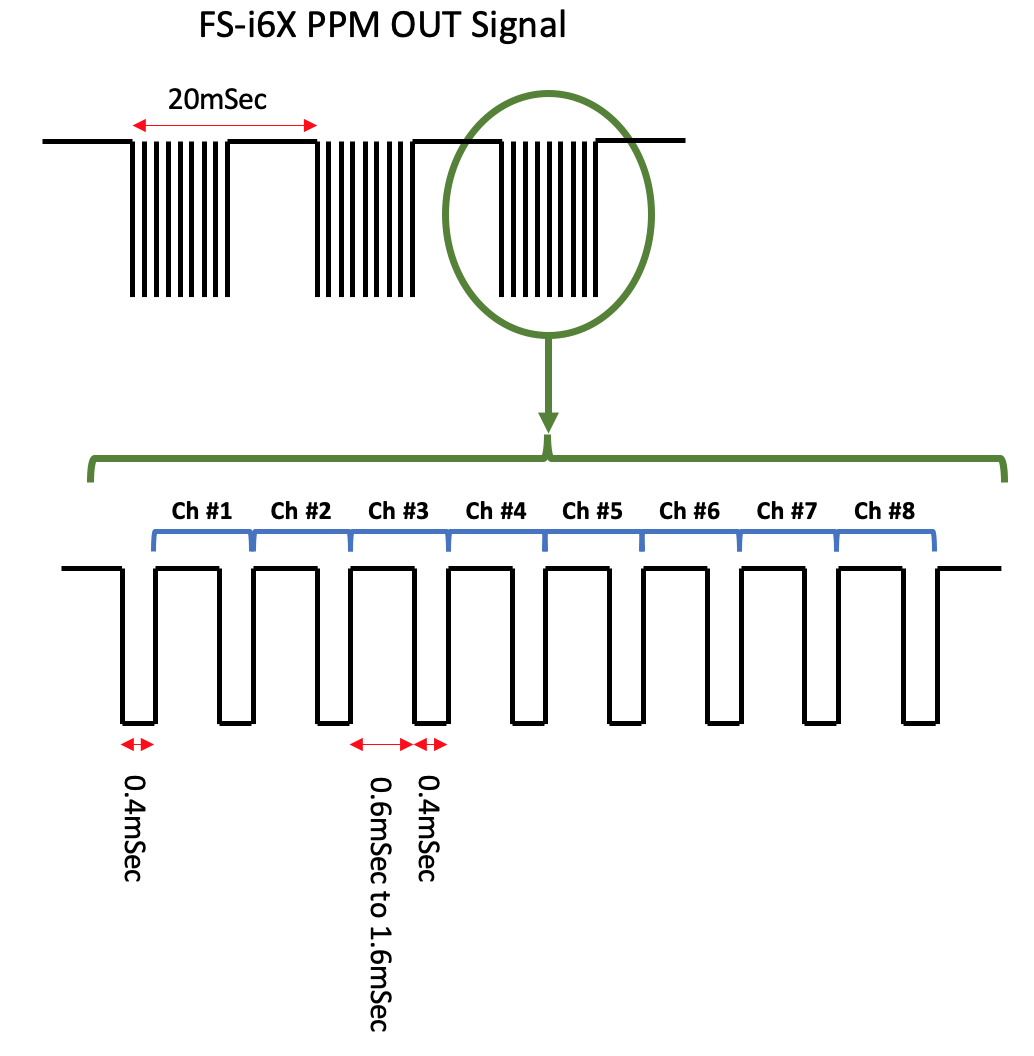 FS-i6X PPM OUT Signal
20mSec
Ch #1
Ch #2
Ch #3
Ch #4
Ch #5
Ch #6
Ch #7
Ch #8
0.4mSec
0.6mSec to 1.6mSec
0.4mSec